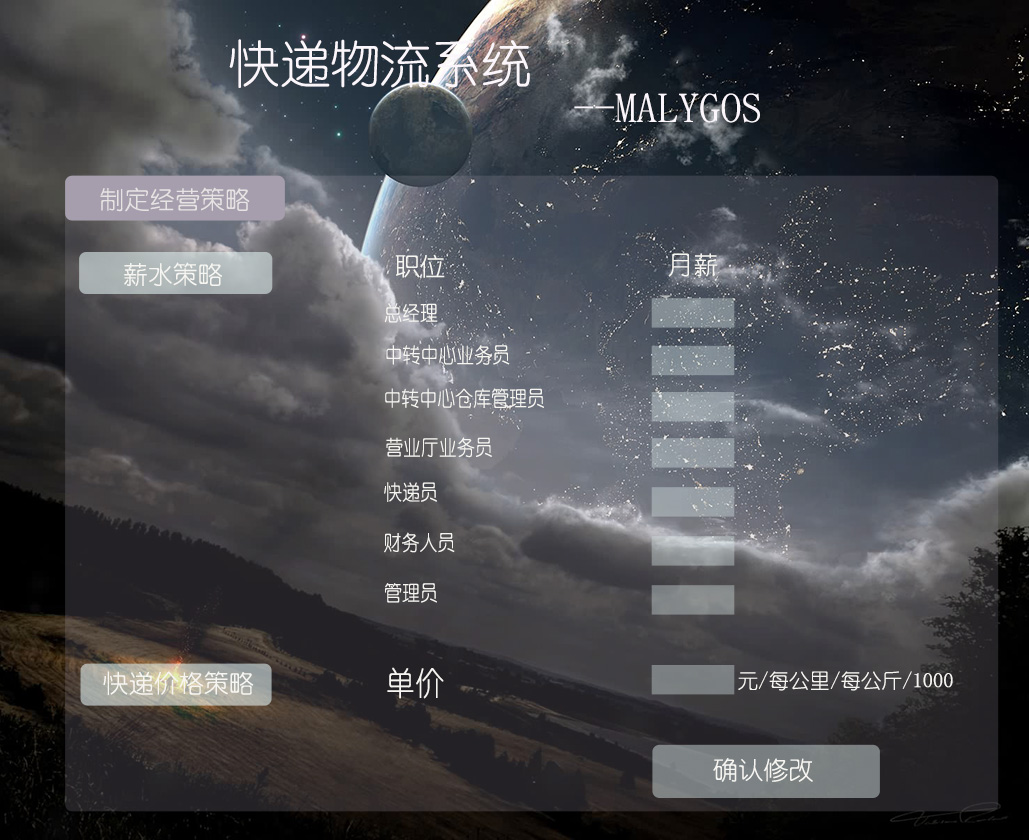 快递物流系统
——MALYGOS
制定经营策略
薪水策略
职位 月薪
总经理
中转中心业务员
中转中心仓库管理员
营业厅业务员
快递员
财务人员
管理员
快递价格策略 单价 元/每公里/每公斤/1000
确认修改